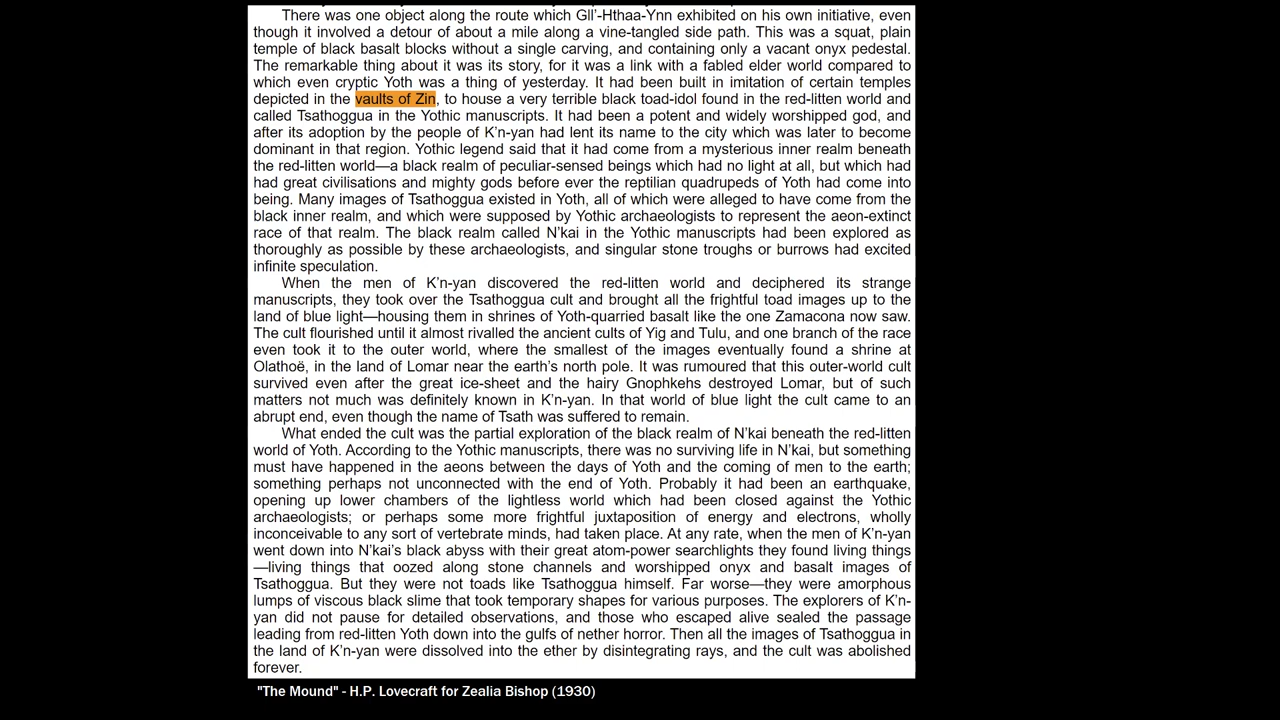 There was one object along the route which Gll’-Hthaa-Ynn exhibited on his own initiative, even
though it involved a detour of about a mile along a vine-tangled side path. This was a squat, plain
temple of black basalt blocks without a single carving, and containing only a vacant onyx pedestal.
The remarkable thing about it was its story, for it was a link with a fabled elder world compared to
which even cryptic Yoth was a thing of yesterday. It had been built in imitation of certain temples
depicted in the vaults of Zin, to house a very terrible black toad-idol found in the red-litten world and
called Tsathoggua in the Yothic manuscripts. It had been a potent and widely worshipped god, and
after its adoption by the people of K’n-yan had lent its name to the city which was later to become
dominant in that region. Yothic legend said that it had come from a mysterious inner realm beneath
the red-litten world—a black realm of peculiar-sensed beings which had no light at all, but which had
had great civilisations and mighty gods before ever the reptilian quadrupeds of Yoth had come into
being. Many images of Tsathoggua existed in Yoth, all of which were alleged to have come from the
black inner realm, and which were supposed by Yothic archaeologists to represent the aeon-extinct
race of that realm. The black realm called N’kai in the Yothic manuscripts had been explored as
thoroughly as possible by these archaeologists, and singular stone troughs or burrows had excited
infinite speculation.
When the men of K’n-yan discovered the red-litten world and deciphered its strange
manuscripts, they took over the Tsathoggua cult and brought all the frightful toad images up to the
land of blue light—housing them in shrines of Yoth-quarried basalt like the one Zamacona now saw.
The cult flourished until it almost rivalled the ancient cults of Yig and Tulu, and one branch of the race
even took it to the outer world, where the smallest of the images eventually found a shrine at
Olathoë, in the land of Lomar near the earth’s north pole. It was rumoured that this outer-world cult
survived even after the great ice-sheet and the hairy Gnophkehs destroyed Lomar, but of such
matters not much was definitely known in K’n-yan. In that world of blue light the cult came to an
abrupt end, even though the name of Tsath was suffered to remain.
What ended the cult was the partial exploration of the black realm of N’kai beneath the red-litten
world of Yoth. According to the Yothic manuscripts, there was no surviving life in N’kai, but something
must have happened in the aeons between the days of Yoth and the coming of men to the earth;
something perhaps not unconnected with the end of Yoth. Probably it had been an earthquake,
opening up lower chambers of the lightless world which had been closed against the Yothic
archaeologists; or perhaps some more frightful juxtaposition of energy and electrons, wholly
inconceivable to any sort of vertebrate minds, had taken place. At any rate, when the men of K’n-yan
went down into N’kai’s black abyss with their great atom-power searchlights they found living things
—living things that oozed along stone channels and worshipped onyx and basalt images of
Tsathoggua. But they were not toads like Tsathoggua himself. Far worse—they were amorphous
lumps of viscous black slime that took temporary shapes for various purposes. The explorers of K’n-
yan did not pause for detailed observations, and those who escaped alive sealed the passage
leading from red-litten Yoth down into the gulfs of nether horror. Then all the images of Tsathoggua in
the land of K’n-yan were dissolved into the ether by disintegrating rays, and the cult was abolished
forever.
"The Mound" - H.P. Lovecraft for Zealia Bishop (1930)